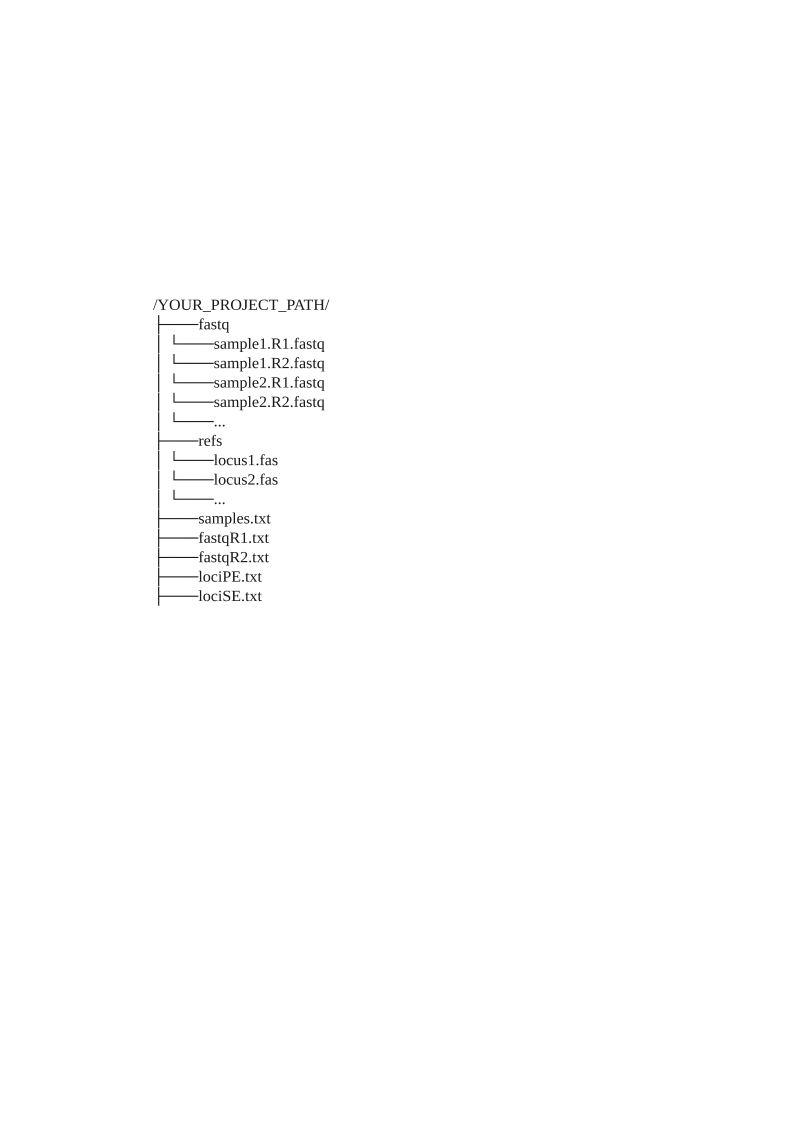 /YOUR_PROJECT_PATH/
├───fastq
│ └───sample1.R1.fastq
│ └───sample1.R2.fastq
│ └───sample2.R1.fastq
│ └───sample2.R2.fastq
│ └───...
├───refs
│ └───locus1.fas
│ └───locus2.fas
│ └───...
├───samples.txt
├───fastqR1.txt
├───fastqR2.txt
├───lociPE.txt
├───lociSE.txt